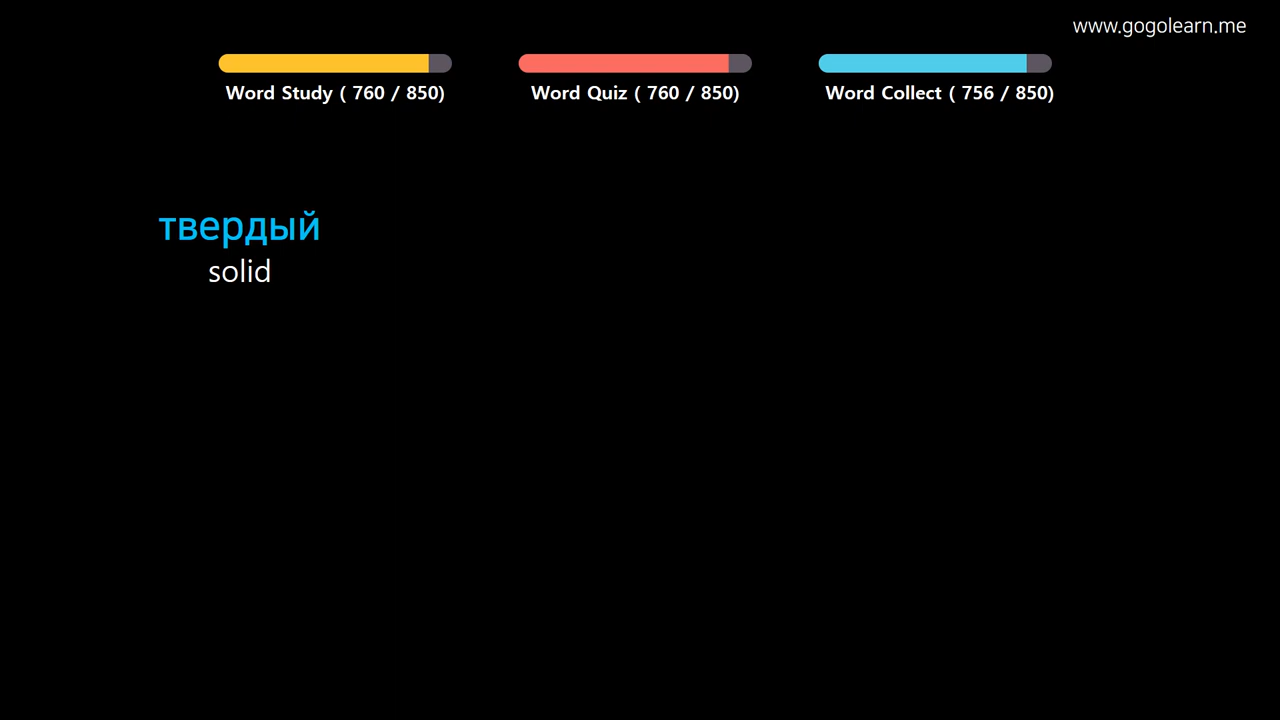 www.gogolearn.me
Word Study ( 760 / 850)
Word Quiz ( 760 / 850)
Word Collect ( 756 / 850)
твердый
solid